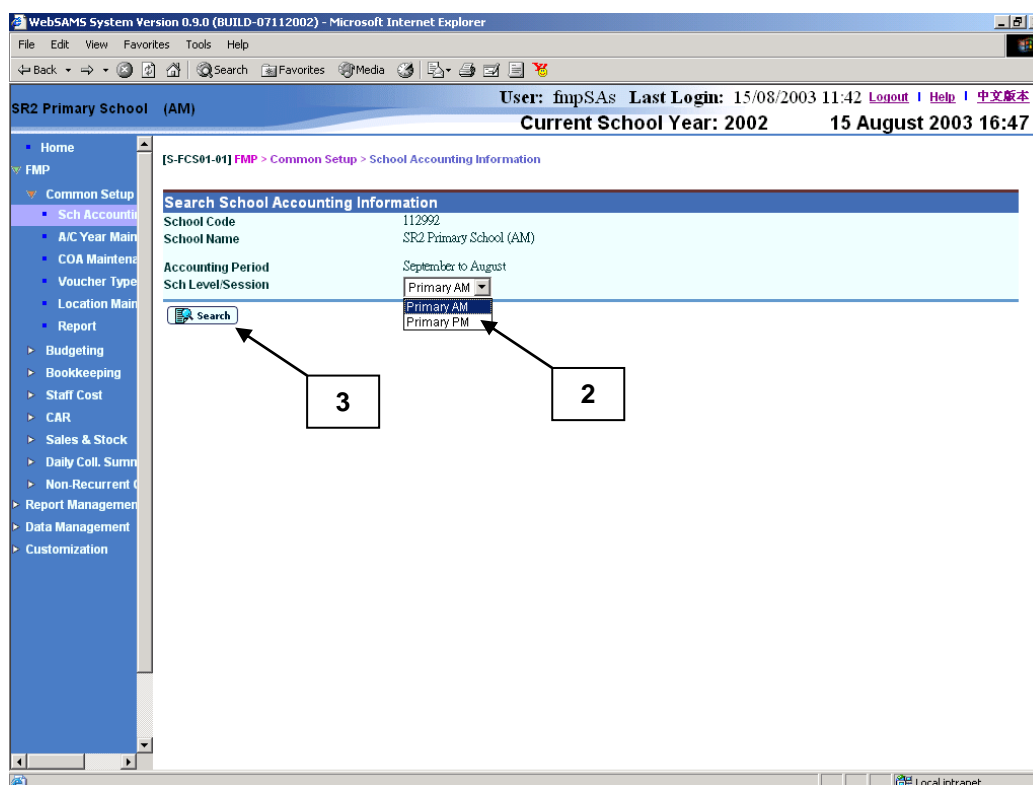 WebSAMS System Version 0.9.0 (BUILD-07112002) - Microsoft Internet Explorer
File Edit View Favorites Tools Help
Back Search Favorites Media
SR2 Primary School (AM)
User: fmpSAs Last Login: 15/08/2003 11:42 Logout | Help | 中文版本
Current School Year: 2002 15 August 2003 16:47
Home
FMP
Common Setup
Sch Accounti
A/C Year Main
COA Maintena
Voucher Type
Location Main
Report
Budgeting
Bookkeeping
Staff Cost
CAR
Sales & Stock
Daily Coll. Summ
Non-Recurrent
Report Managemen
Data Management
Customization
[S-FCS01-01] FMP > Common Setup > School Accounting Information
Search School Accounting Information
School Code 112992
School Name SR2 Primary School (AM)
Accounting Period September to August
Sch Level/Session Primary AM
Primary AM
Primary PM
Search
3
2
Local intranet